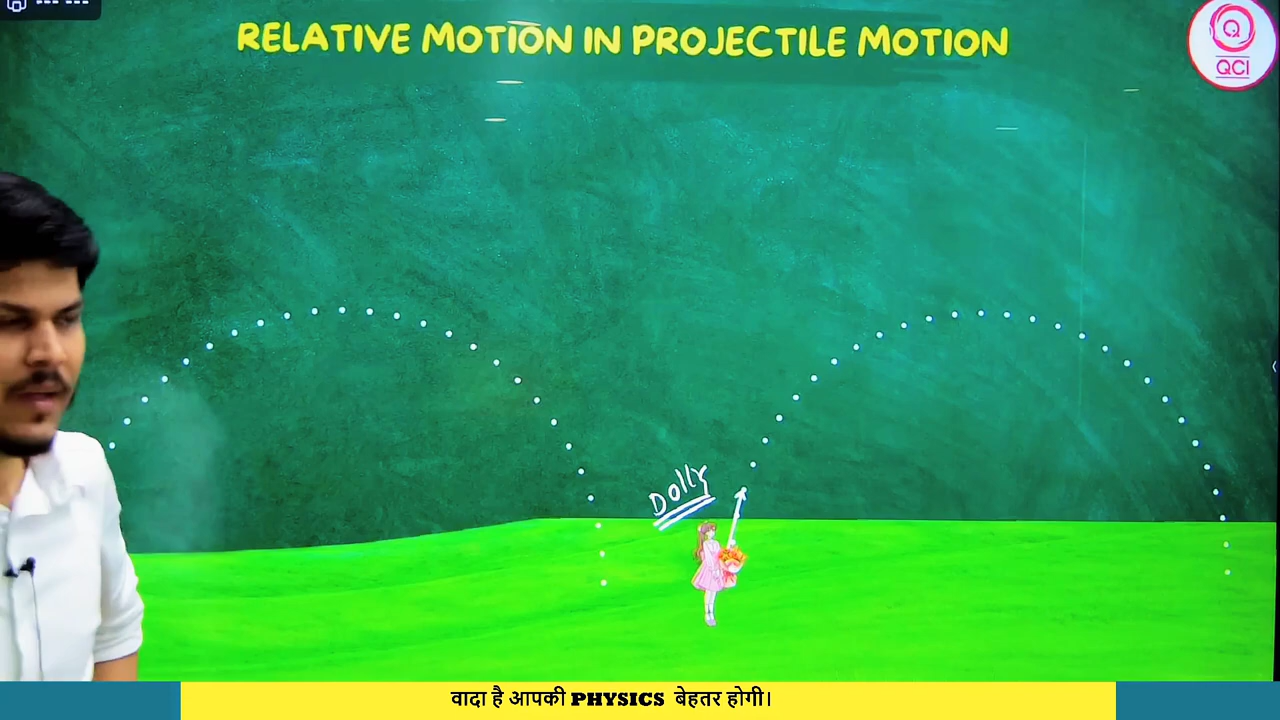 RELATIVE MOTION IN PROJECTILE MOTION
Q
QCI
Dolly
वादा है आपकी PHYSICS बेहतर होगी।